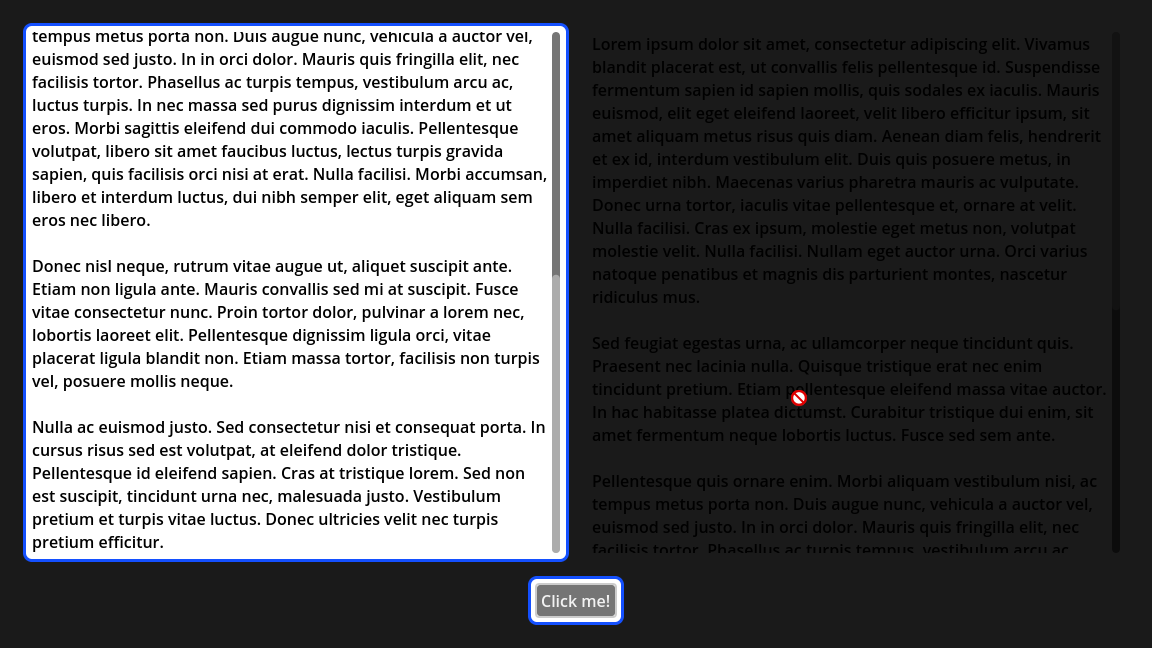 tempus metus porta non. Duis augue nunc, vehicula a auctor vel,
euismod sed justo. In in orci dolor. Mauris quis fringilla elit, nec
facilisis tortor. Phasellus ac turpis tempus, vestibulum arcu ac,
luctus turpis. In nec massa sed purus dignissim interdum et ut
eros. Morbi sagittis eleifend dui commodo iaculis. Pellentesque
volutpat, libero sit amet faucibus luctus, lectus turpis gravida
sapien, quis facilisis orci nisi at erat. Nulla facilisi. Morbi accumsan,
libero et interdum luctus, dui nibh semper elit, eget aliquam sem
eros nec libero.
Donec nisl neque, rutrum vitae augue ut, aliquet suscipit ante.
Etiam non ligula ante. Mauris convallis sed mi at suscipit. Fusce
vitae consectetur nunc. Proin tortor dolor, pulvinar a lorem nec,
lobortis laoreet elit. Pellentesque dignissim ligula orci, vitae
placerat ligula blandit non. Etiam massa tortor, facilisis non turpis
vel, posuere mollis neque.
Nulla ac euismod justo. Sed consectetur nisi et consequat porta. In
cursus risus sed est volutpat, at eleifend dolor tristique.
Pellentesque id eleifend sapien. Cras at tristique lorem. Sed non
est suscipit, tincidunt urna nec, malesuada justo. Vestibulum
pretium et turpis vitae luctus. Donec ultricies velit nec turpis
pretium efficitur.
Lorem ipsum dolor sit amet, consectetur adipiscing elit. Vivamus
blandit placerat est, ut convallis felis pellentesque id. Suspendisse
fermentum sapien id sapien mollis, quis sodales ex iaculis. Mauris
euismod, elit eget eleifend laoreet, velit libero efficitur ipsum, sit
amet aliquam metus risus quis diam. Aenean diam felis, hendrerit
et ex id, interdum vestibulum elit. Duis quis posuere metus, in
imperdiet nibh. Maecenas varius pharetra mauris ac vulputate.
Donec urna tortor, iaculis vitae pellentesque et, ornare at velit.
Nulla facilisi. Cras ex ipsum, molestie eget metus non, volutpat
molestie velit. Nulla facilisi. Nullam eget auctor urna. Orci varius
natoque penatibus et magnis dis parturient montes, nascetur
ridiculus mus.
Sed feugiat egestas urna, ac ullamcorper neque tincidunt quis.
Praesent nec lacinia nulla. Quisque tristique erat nec enim
tincidunt pretium. Etiam pellentesque eleifend massa vitae auctor.
In hac habitasse platea dictumst. Curabitur tristique dui enim, sit
amet fermentum neque lobortis luctus. Fusce sed sem ante.
Pellentesque quis ornare enim. Morbi aliquam vestibulum nisi, ac
tempus metus porta non. Duis augue nunc, vehicula a auctor vel,
euismod sed justo. In in orci dolor. Mauris quis fringilla elit, nec
facilisis tortor. Phasellus ac turpis tempus, vestibulum arcu ac,
Click me!